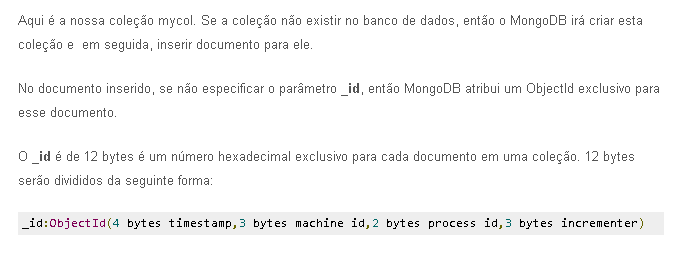 Aqui é a nossa coleção mycol. Se a coleção não existir no banco de dados, então o MongoDB irá criar esta
coleção e  em seguida, inserir documento para ele.
No documento inserido, se não especificar o parâmetro _id, então MongoDB atribui um ObjectId exclusivo para
esse documento.
O _id é de 12 bytes é um número hexadecimal exclusivo para cada documento em uma coleção. 12 bytes
serão divididos da seguinte forma:
_id:ObjectId(4 bytes timestamp,3 bytes machine id,2 bytes process id,3 bytes incrementer)